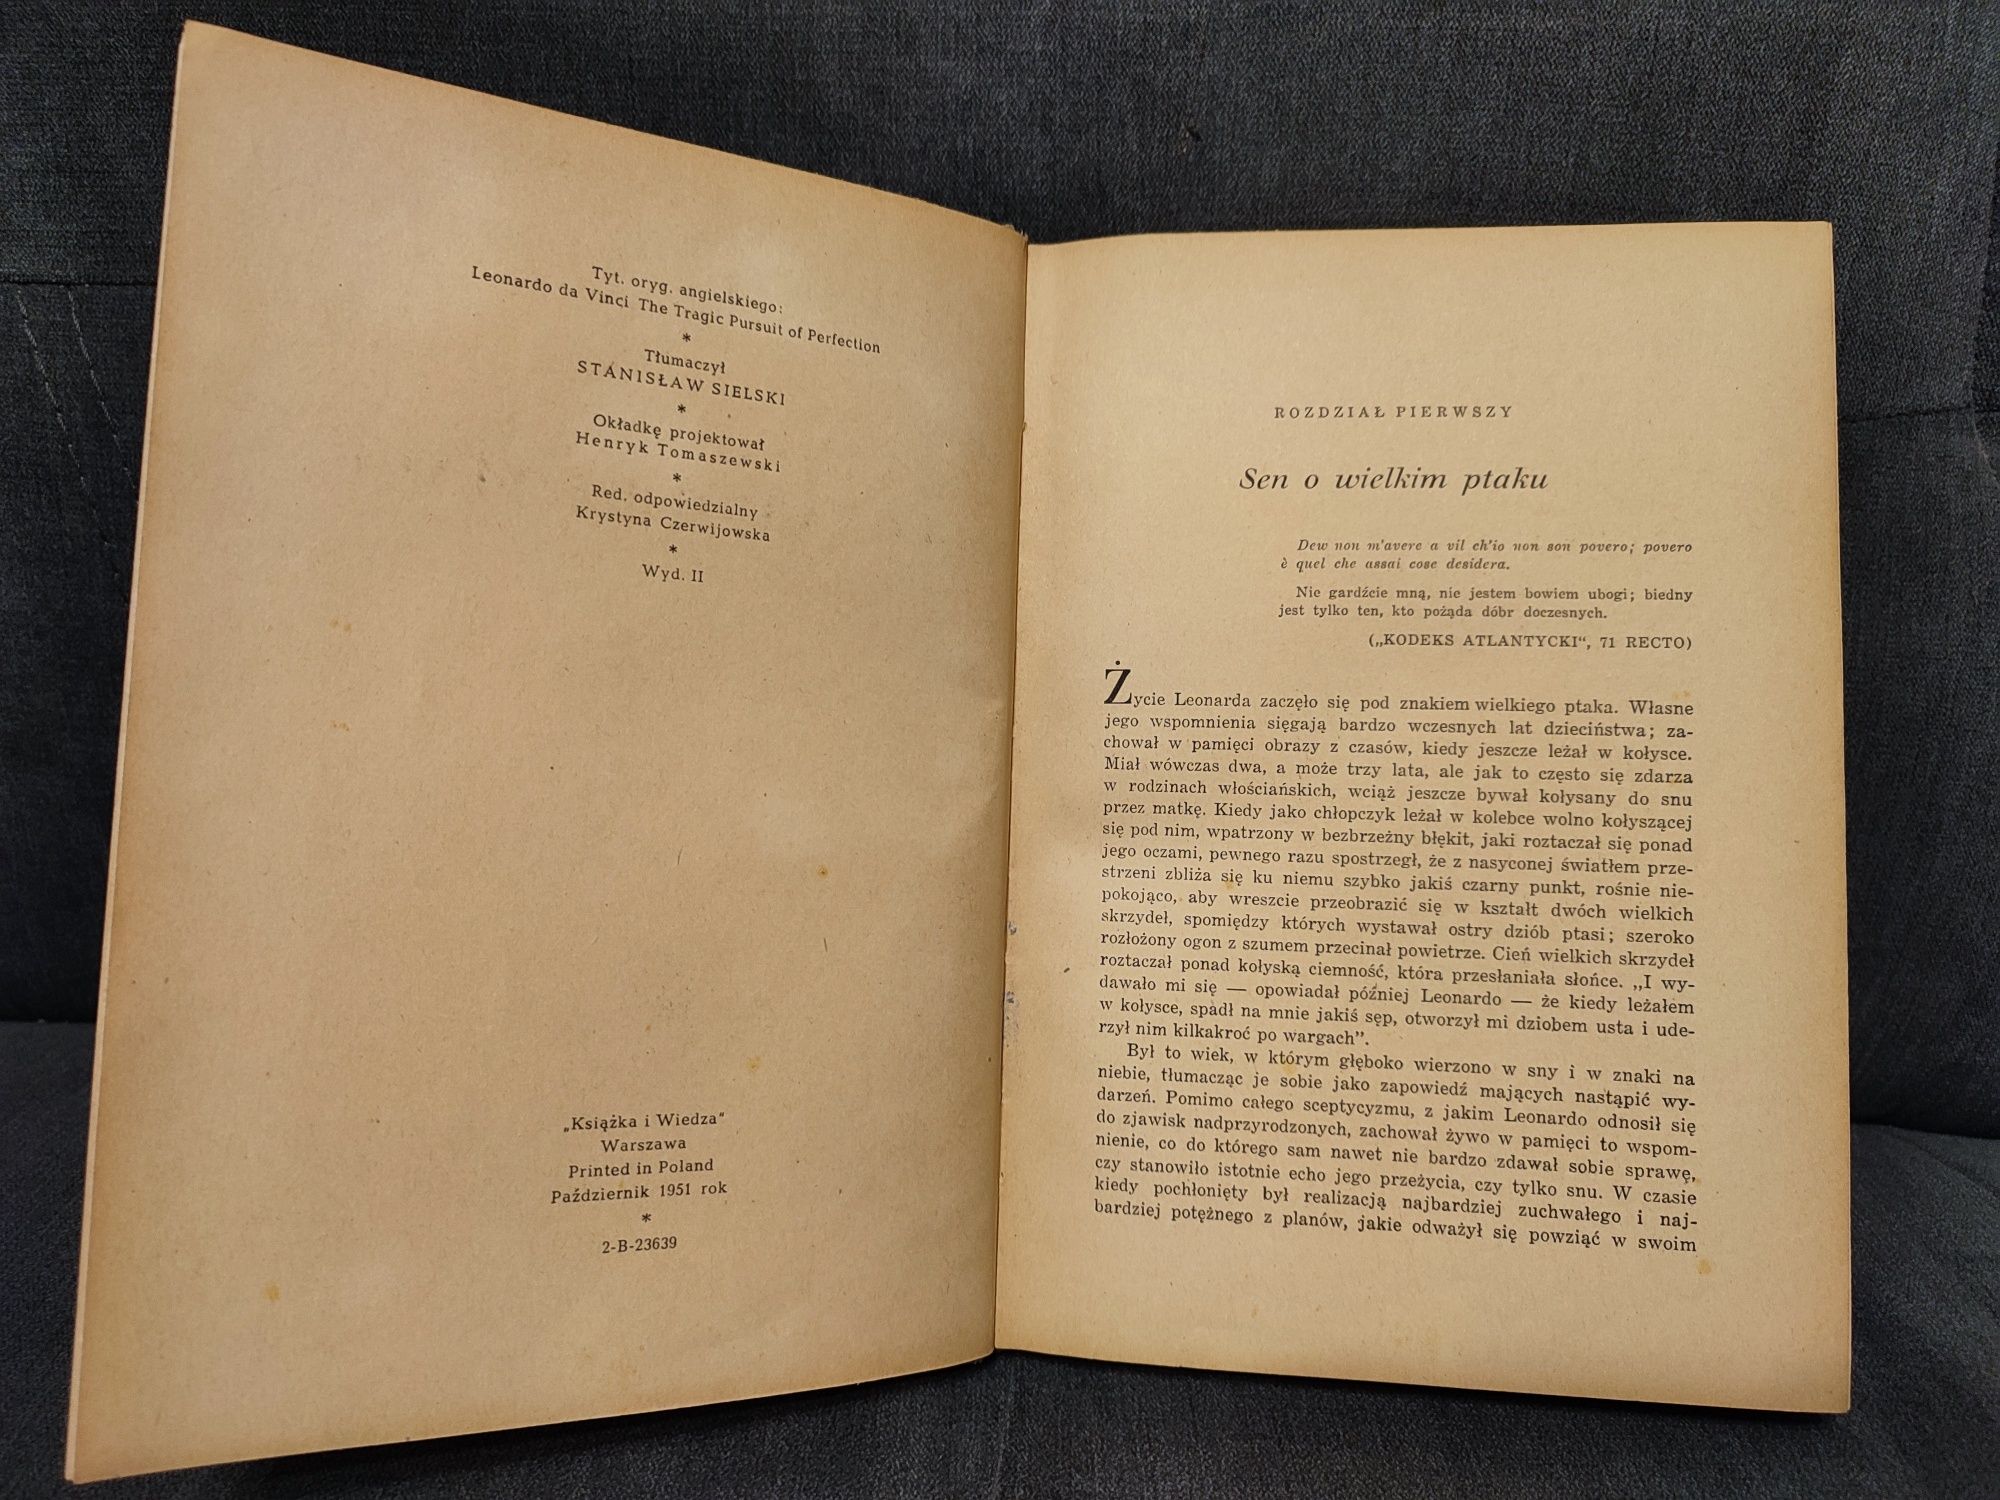 Tyt. oryg. angielskiego:
Leonardo da Vinci The Tragic Pursuit of Perfection
*
Tłumaczył
STANISŁAW SIELSKI
*
Okładkę projektował
Henryk Tomaszewski
*
Red. odpowiedzialny
Krystyna Czerwijowska
*
Wyd. II
„Książka i Wiedza"
Warszawa
Printed in Poland
Październik 1951 rok
*
2-B-23639
ROZDZIAŁ PIERWSZY
Sen o wielkim ptaku
Dew non m'avere a vil ch'io non son povero; povero
è quel che assai cose desidera.
Nie gardźcie mną, nie jestem bowiem ubogi; biedny
jest tylko ten, kto pożąda dóbr doczesnych.
(„KODEKS ATLANTYCKI“, 71 RECTO)
Życie Leonarda zaczęło się pod znakiem wielkiego ptaka. Własne
jego wspomnienia sięgają bardzo wczesnych lat dzieciństwa; za-
chował w pamięci obrazy z czasów, kiedy jeszcze leżał w kołysce.
Miał wówczas dwa, a może trzy lata, ale jak to często się zdarza
w rodzinach włościańskich, wciąż jeszcze bywał kołysany do snu
przez matkę. Kiedy jako chłopczyk leżał w kolebce wolno kołyszącej
się pod nim, wpatrzony w bezbrzeżny błękit, jaki roztaczał się ponad
jego oczami, pewnego razu spostrzegł, że z nasyconej światłem prze-
strzeni zbliża się ku niemu szybko jakiś czarny punkt, rośnie nie-
pokojąco, aby wreszcie przeobrazić się w kształt dwóch wielkich
skrzydeł, spomiędzy których wystawał ostry dziób ptasi; szeroko
rozłożony ogon z szumem przecinał powietrze. Cień wielkich skrzydeł
roztaczał ponad kołyską ciemność, która przesłaniała słońce. „I wy-
dawało mi się — opowiadał później Leonardo — że kiedy leżałem
w kołysce, spadł na mnie jakiś sęp, otworzył mi dziobem usta i ude-
rzył nim kilkakroć po wargach”.
Był to wiek, w którym głęboko wierzono w sny i w znaki na
niebie, tłumacząc je sobie jako zapowiedź mających nastąpić wy-
darzeń. Pomimo całego sceptycyzmu, z jakim Leonardo odnosił się
do zjawisk nadprzyrodzonych, zachował żywo w pamięci to wspom-
nienie, co do którego sam nawet nie bardzo zdawał sobie sprawę,
czy stanowiło istotnie echo jego przeżycia, czy tylko snu. W czasie
kiedy pochłonięty był realizacją najbardziej zuchwałego i naj-
bardziej potężnego z planów, jakie odważył się powziąć w swoim